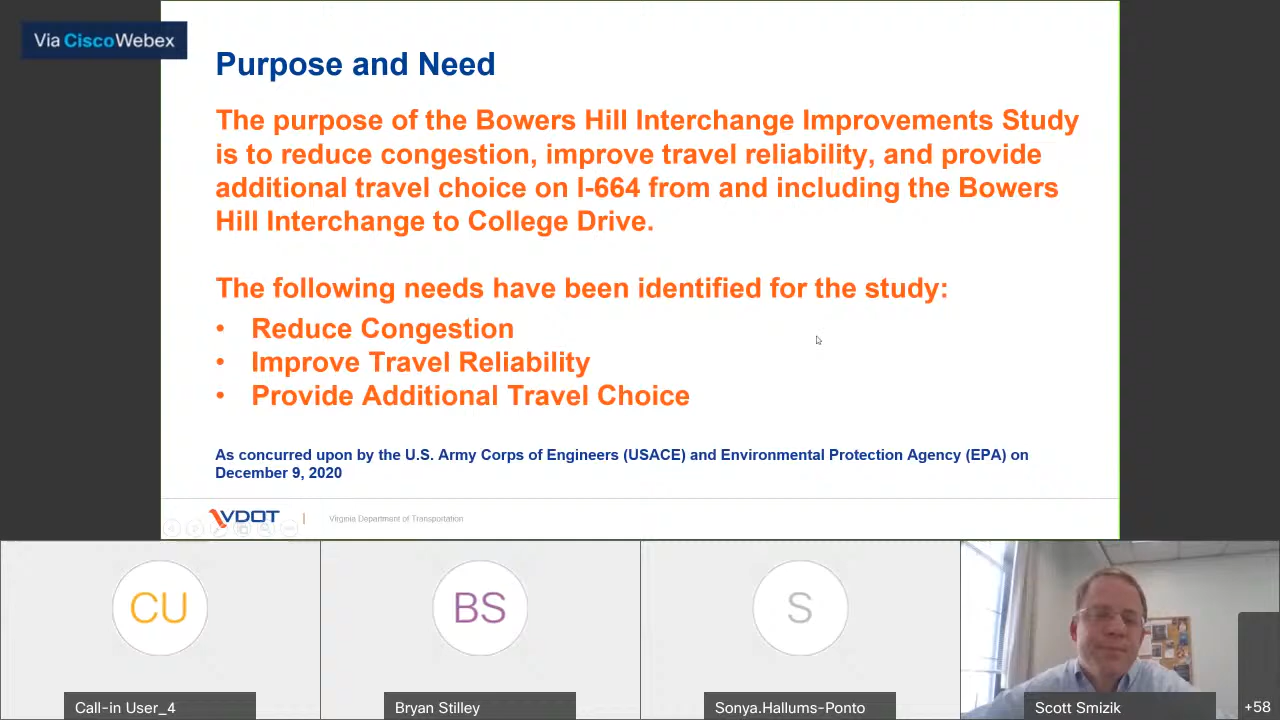 Via CiscoWebex
Purpose and Need
The purpose of the Bowers Hill Interchange Improvements Study
is to reduce congestion, improve travel reliability, and provide
additional travel choice on I-664 from and including the Bowers
Hill Interchange to College Drive.
The following needs have been identified for the study:
• Reduce Congestion
• Improve Travel Reliability
• Provide Additional Travel Choice
As concurred upon by the U.S. Army Corps of Engineers (USACE) and Environmental Protection Agency (EPA) on
December 9, 2020
VDOT | Virginia Department of Transportation
CU
BS
S
Call-in User_4
Bryan Stilley
Sonya.Hallums-Ponto
Scott Smizik
+58